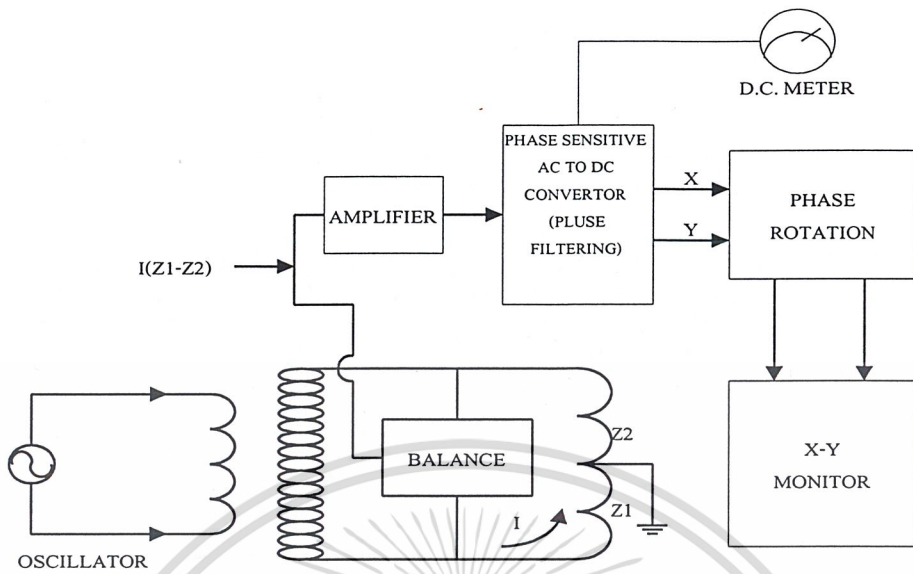 D.C. METER
PHASE SENSITIVE
AC TO DC
CONVERTOR
(PLUSE
FILTERING)
X
Y
PHASE
ROTATION
AMPLIFIER
I(Z1-Z2)
BALANCE
Z2
Z1
I
X-Y
MONITOR
OSCILLATOR